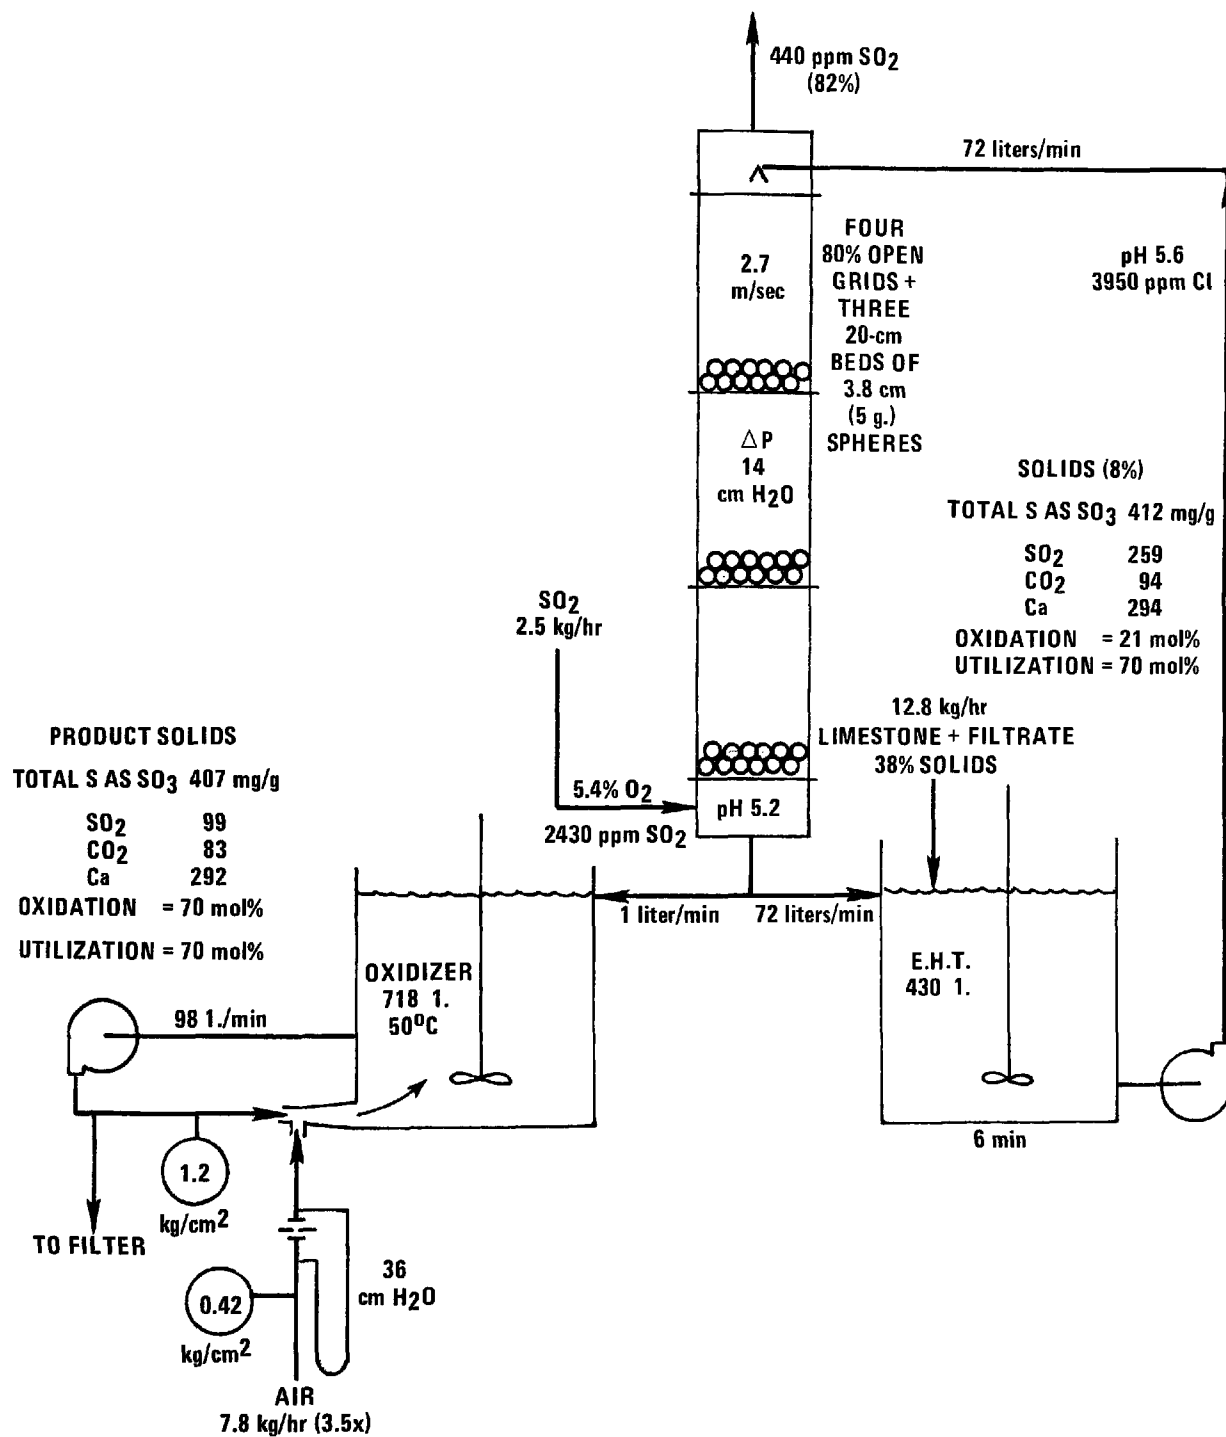 440 ppm SO2
(82%)
72 liters/min
2.7
m/sec
FOUR
80% OPEN
GRIDS +
THREE
20-cm
BEDS OF
3.8 cm
(5 g.)
SPHERES
pH 5.6
3950 ppm Cl
△P
14
cm H2O
SOLIDS (8%)
TOTAL S AS SO3 412 mg/g
SO2 259
CO2 94
Ca 294
OXIDATION = 21 mol%
UTILIZATION = 70 mol%
SO2
2.5 kg/hr
12.8 kg/hr
LIMESTONE + FILTRATE
38% SOLIDS
5.4% O2
2430 ppm SO2
pH 5.2
PRODUCT SOLIDS
TOTAL S AS SO3 407 mg/g
SO2 99
CO2 83
Ca 292
OXIDATION = 70 mol%
UTILIZATION = 70 mol%
1 liter/min
72 liters/min
OXIDIZER
718 1.
50°C
E.H.T.
430 1.
98 1./min
6 min
1.2
kg/cm2
TO FILTER
36
cm H2O
0.42
kg/cm2
AIR
7.8 kg/hr (3.5x)